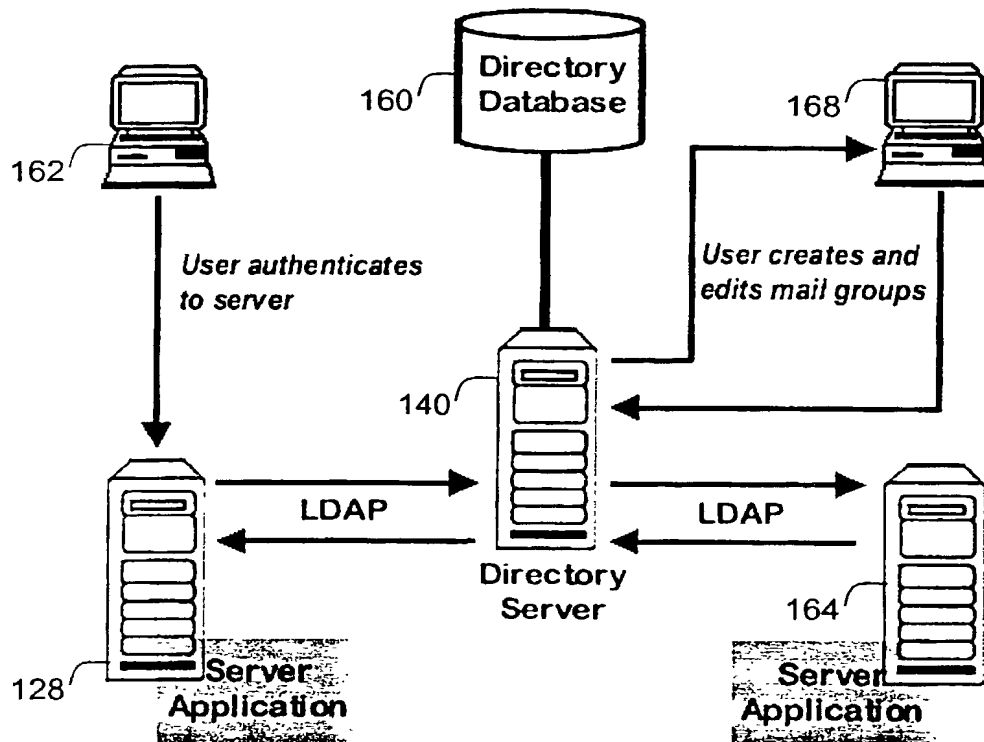 Directory
Database
160
168
162
User authenticates
to server
User creates and
edits mail groups
140
LDAP
LDAP
Directory
Server
164
128
Server
Application
Server
Application